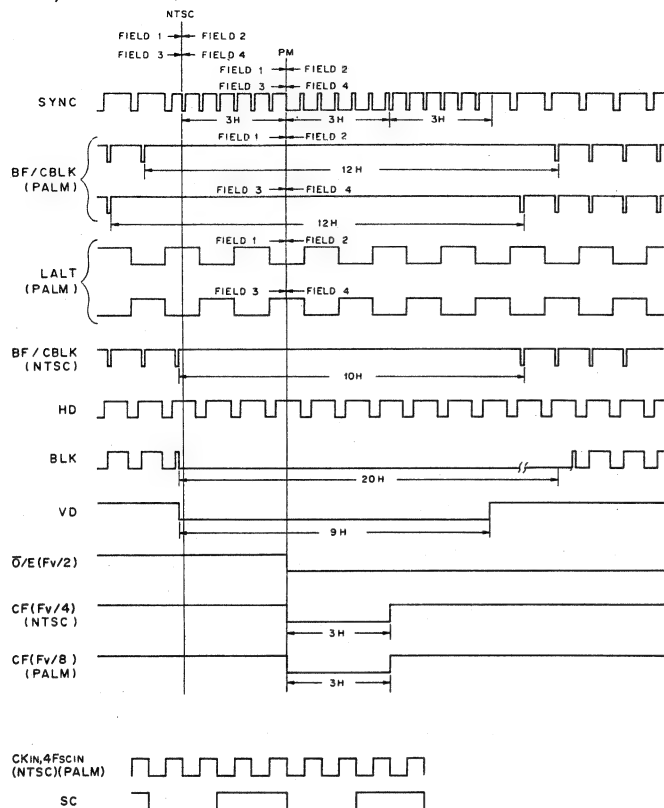 NTSC
FIELD 1 FIELD 2
FIELD 3 FIELD 4
PM
FIELD 1 FIELD 2
FIELD 3 FIELD 4
SYNC
3H 3H 3H
FIELD 1 FIELD 2
BF/CBLK
(PALM)
12H
FIELD 3 FIELD 4
12H
FIELD 1 FIELD 2
LALT
(PALM)
FIELD 3 FIELD 4
BF/CBLK
(NTSC)
10H
HD
BLK
20H
VD
9H
O̅/E(Fv/2)
CF(Fv/4)
(NTSC)
3H
CF(Fv/8)
(PALM)
3H
CKIN,4FSCIN
(NTSC)(PALM)
SC